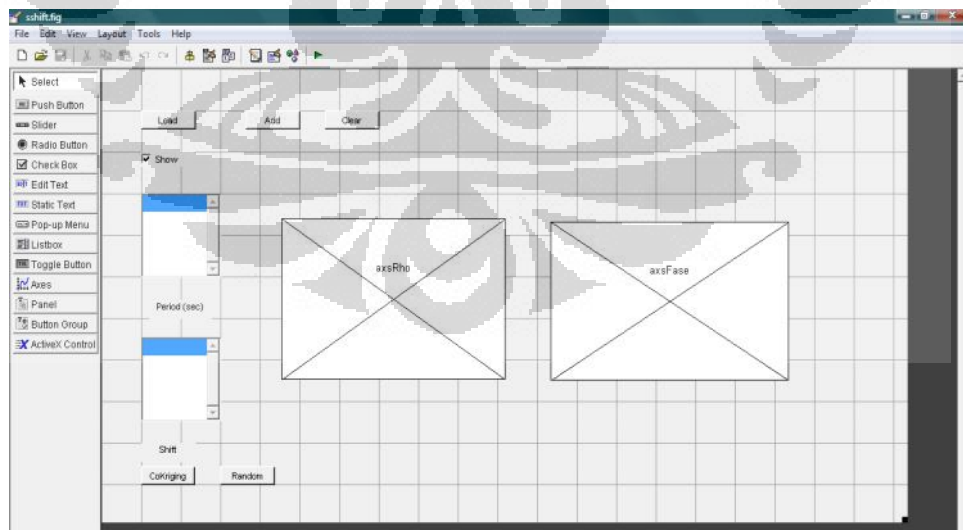 sshift.fig
File Edit View Layout Tools Help
Select
Push Button
Slider
Radio Button
Check Box
Edit Text
Static Text
Pop-up Menu
Listbox
Toggle Button
Axes
Panel
Button Group
ActiveX Control
Load Add Clear
Show
axsRho
axsFase
Period (sec)
Shift
CoKriging Random